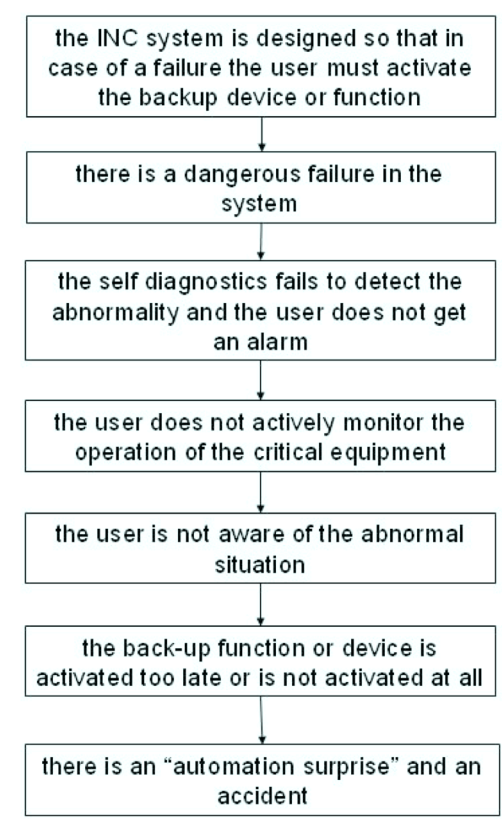 the INC system is designed so that in
case of a failure the user must activate
the backup device or function
there is a dangerous failure in the
system
the self diagnostics fails to detect the
abnormality and the user does not get
an alarm
the user does not actively monitor the
operation of the critical equipment
the user is not aware of the abnormal
situation
the back-up function or device is
activated too late or is not activated at all
there is an “automation surprise” and an
accident